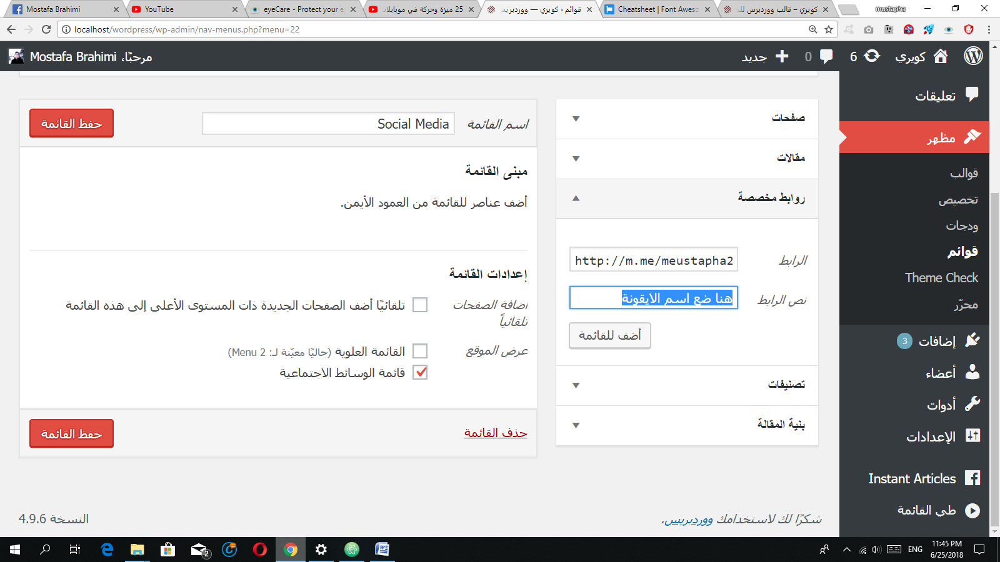 Mostafa Brahimi
YouTube
eyeCare - Protect your e
25 ميزة وحركة في موبايلات
قوائم ‹ كويري — ووردبريس
Cheatsheet | Font Aweso
كويري – قالب ووردبرس للم
mustapha
localhost/wordpress/wp-admin/nav-menus.php?menu=22
كويري
6
0
جديد
مرحبًا، Mostafa Brahimi
تعليقات
مظهر
قوالب
تخصيص
ودجات
قوائم
Theme Check
محرّر
إضافات 3
أعضاء
أدوات
الإعدادات
Instant Articles
طي القائمة
صفحات
مقالات
روابط مخصصة
الرابط http://m.me/meustapha2
نص الرابط هنا ضع اسم الايقونة
أضف للقائمة
تصنيفات
بنية المقالة
اسم القائمة Social Media حفظ القائمة
مبنى القائمة
أضف عناصر للقائمة من العمود الأيمن.
إعدادات القائمة
اضافة الصفحات تلقائياً
تلقائيًا أضف الصفحات الجديدة ذات المستوى الأعلى إلى هذه القائمة
عرض الموقع
القائمة العلوية (حاليًا معيّنة لـ: Menu 2)
قائمة الوسائط الاجتماعية
حذف القائمة حفظ القائمة
شكرًا لك لاستخدامك ووردبريس.
النسخة 4.9.6
2
ENG
11:45 PM
6/25/2018